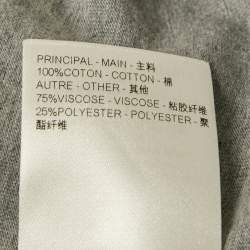 PRINCIPAL - MAIN - 主料
100%COTON - COTTON - 棉
AUTRE - OTHER - 其他
75%VISCOSE - VISCOSE - 粘胶纤维
25%POLYESTER - POLYESTER - 聚
酯纤维